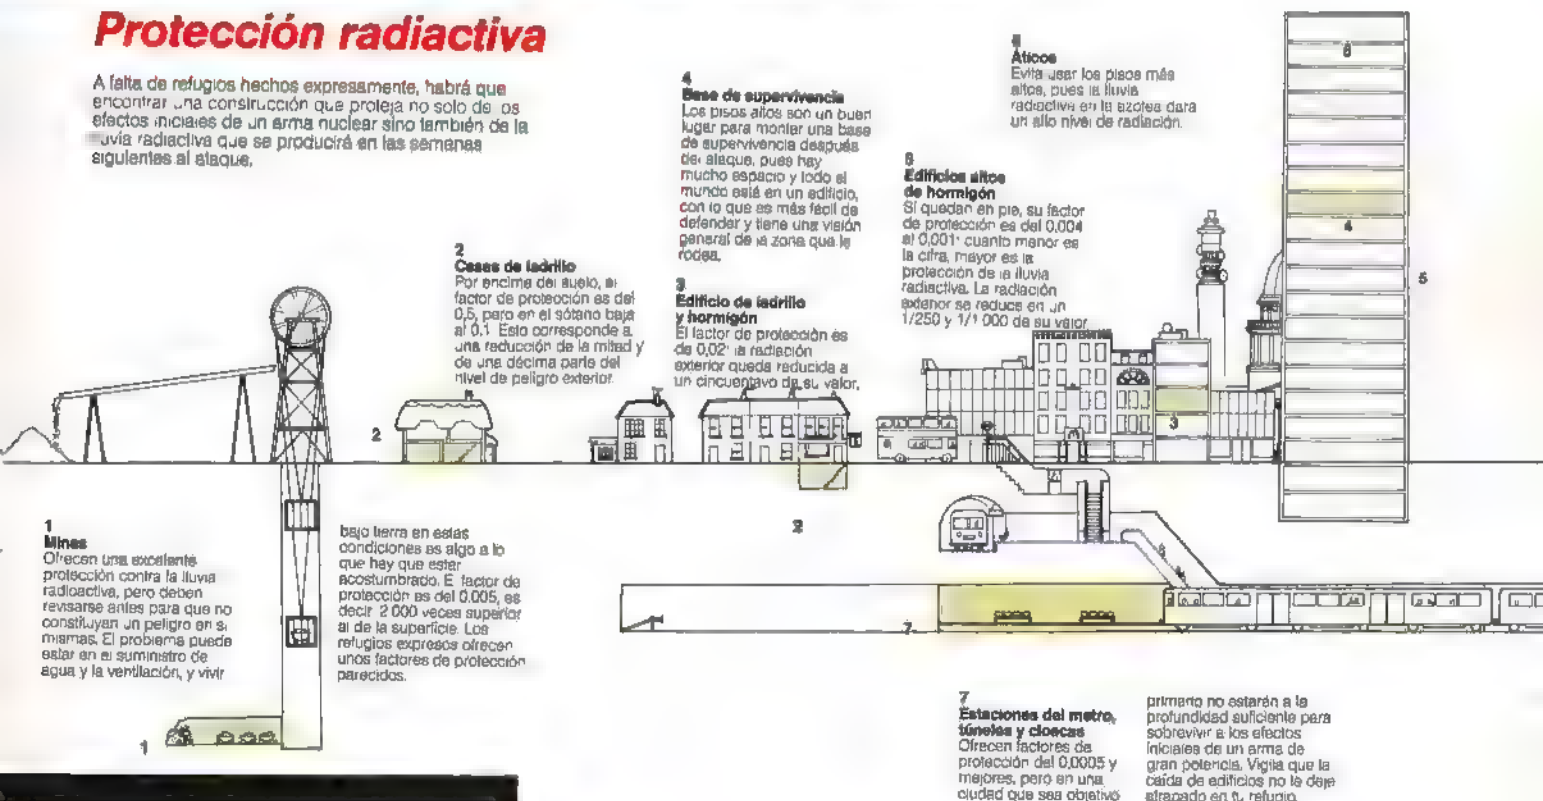 Protección radiactiva
A falta de refugios hechos expresamente, habrá que
encontrar una construcción que proteja no solo de los
efectos iniciales de un arma nuclear sino también de la
lluvia radiactiva que se producirá en las semanas
siguientes al ataque.
1
Minas
Ofrecen una excelente
protección contra la lluvia
radioactiva, pero deben
revisarse antes para que no
constituyan un peligro en sí
mismas. El problema puede
estar en el suministro de
agua y la ventilación, y vivir
bajo tierra en estas
condiciones es algo a lo
que hay que estar
acostumbrado. El factor de
protección es del 0.005, es
decir 2 000 veces superior
al de la superficie. Los
refugios expresos ofrecen
unos factores de protección
parecidos.
2
Casas de ladrillo
Por encima del suelo, el
factor de protección es del
0,5, pero en el sótano baja
al 0,1 Esto corresponde a
una reducción de la mitad y
de una décima parte del
nivel de peligro exterior.
3
Edificio de ladrillo
y hormigón
El factor de protección es
de 0,02: la radiación
exterior queda reducida a
un cincuentavo de su valor.
4
Base de supervivencia
Los pisos altos son un buen
lugar para montar una base
de supervivencia después
del ataque, pues hay
mucho espacio y todo el
mundo está en un edificio,
con lo que es más fácil de
defender y tiene una visión
general de la zona que le
rodea.
5
Edificios altos
de hormigón
Si quedan en pie, su factor
de protección es del 0,004
al 0,001: cuanto menor es
la cifra, mayor es la
protección de la lluvia
radiactiva. La radiación
exterior se reduce en un
1/250 y 1/1 000 de su valor
6
Áticos
Evita usar los pisos más
altos, pues la lluvia
radiactiva en la azotea dará
un alto nivel de radiación.
7
Estaciones del metro,
túneles y cloacas
Ofrecen factores de
protección del 0,0005 y
mejores, pero en una
ciudad que sea objetivo
primario no estarán a la
profundidad suficiente para
sobrevivir a los efectos
iniciales de un arma de
gran potencia. Vigila que la
caída de edificios no te deje
atrapado en tu refugio.
6
4
5
3
2
2
7
1